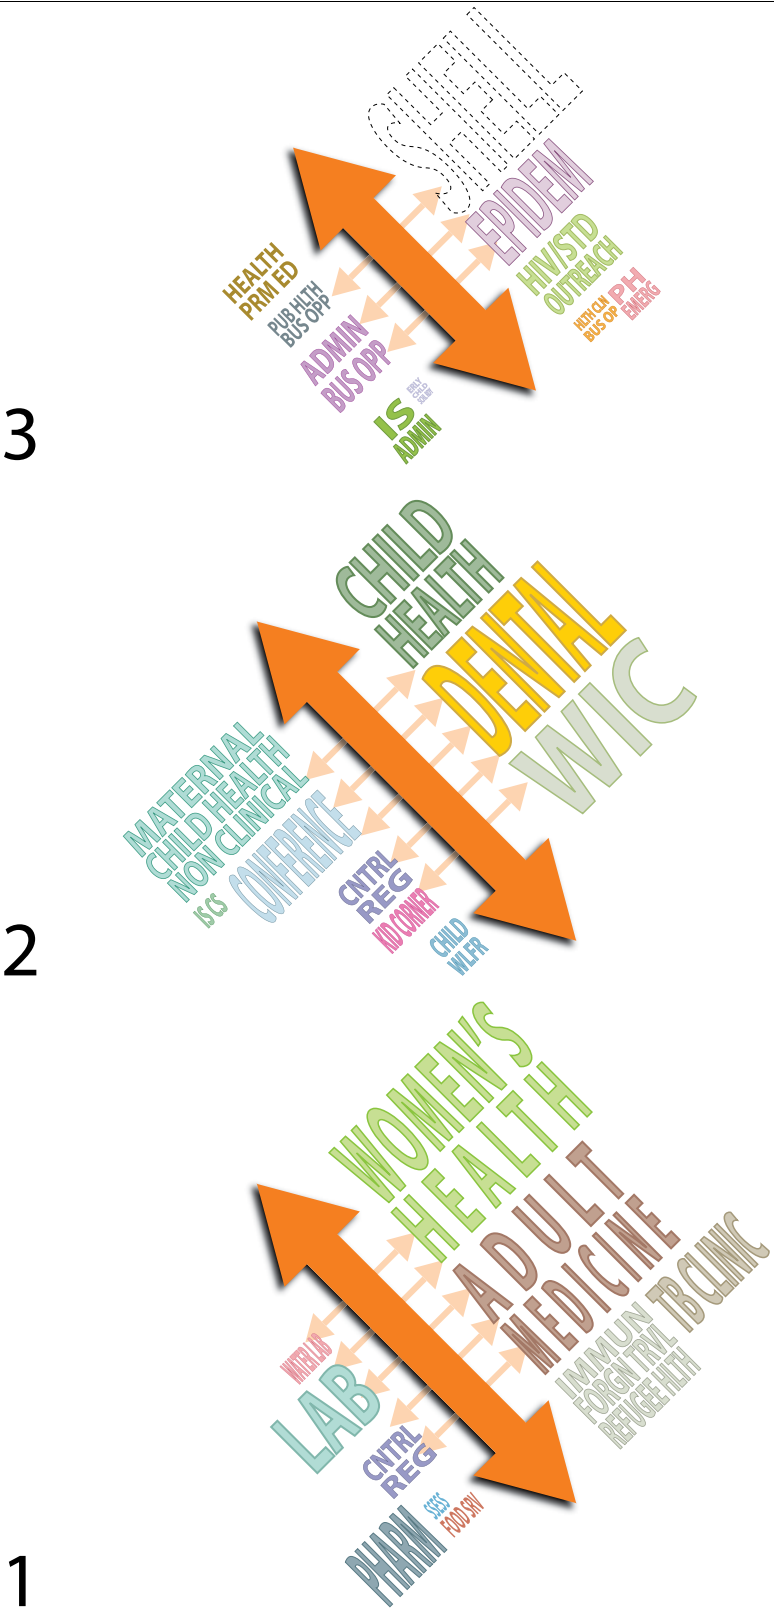 SHELL
EPIDEM
HIV/STD
OUTREACH
HLTH CLN
BUS OP
PH
EMERG
HEALTH
PRM ED
PUB HLTH
BUS OPP
ADMIN
BUS OPP
ERLY
CHILD
IS
ADMIN
3
CHILD
HEALTH
DENTAL
WIC
MATERNAL
CHILD HEALTH
NON CLINICAL
IS CS
CONFERENCE
CNTRL
REG
KID CORNER
CHILD
WLFR
2
WOMEN'S
HEALTH
ADULT
MEDICINE
TB CLINIC
IMMUN
FORGN TRVL
REFUGEE HLTH
WATER LAB
LAB
CNTRL
REG
PHARM
SSESS
FOOD SRV
1